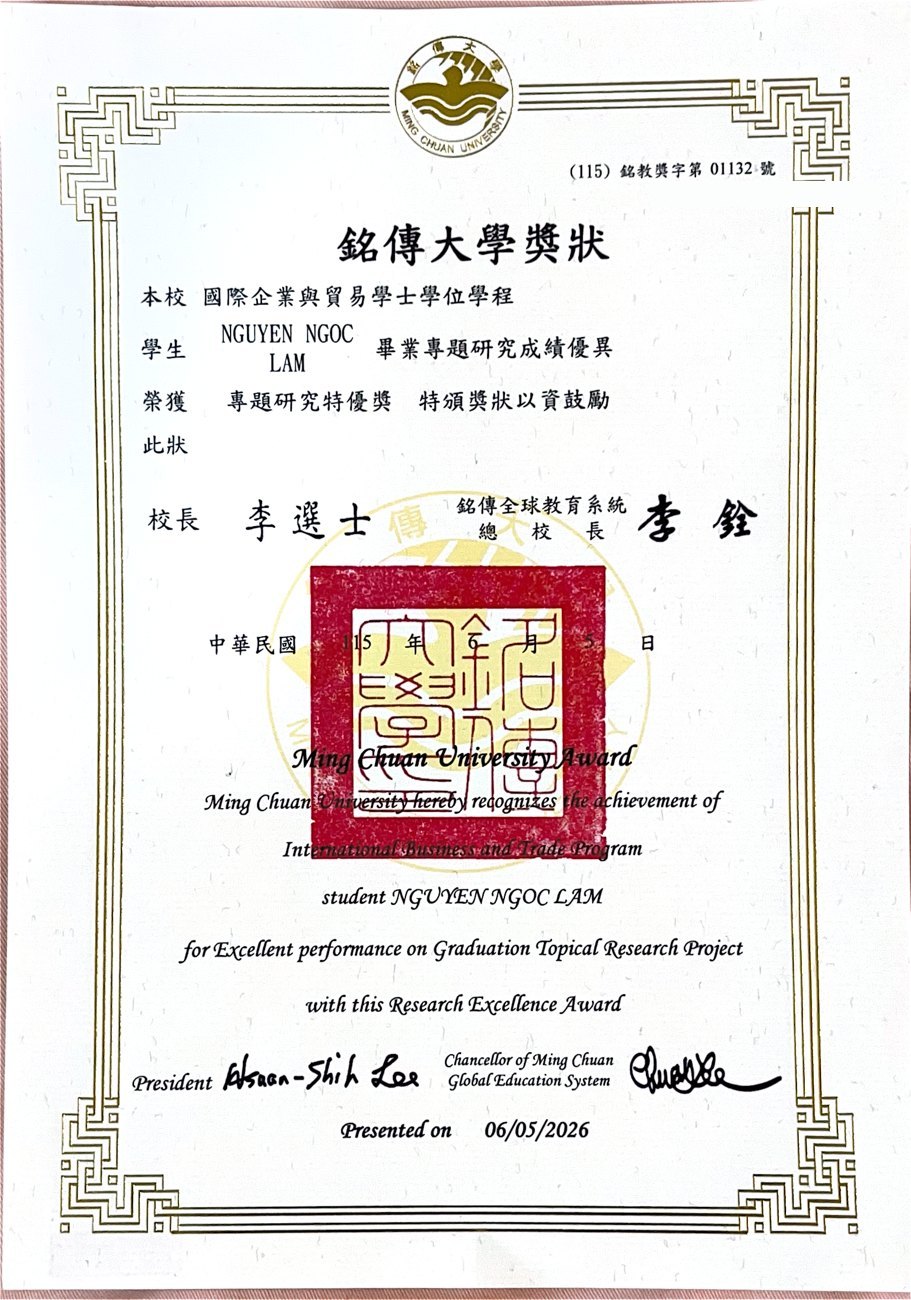 銘傳大學
MING CHUAN UNIVERSITY
(115) 銘教獎字第 01132 號
銘傳大學獎狀
本校 國際企業與貿易學士學位學程
學生 NGUYEN NGOC LAM 畢業專題研究成績優異
榮獲 專題研究特優獎 特頒獎狀以資鼓勵
此狀
校長 李選士 銘傳全球教育系統總校長 李銓
中華民國 115 年 6 月 5 日
Ming Chuan University Award
Ming Chuan University hereby recognizes the achievement of
International Business and Trade Program
student NGUYEN NGOC LAM
for Excellent performance on Graduation Topical Research Project
with this Research Excellence Award
President Hsuan-Shih Lee Chancellor of Ming Chuan Global Education System
Presented on 06/05/2026